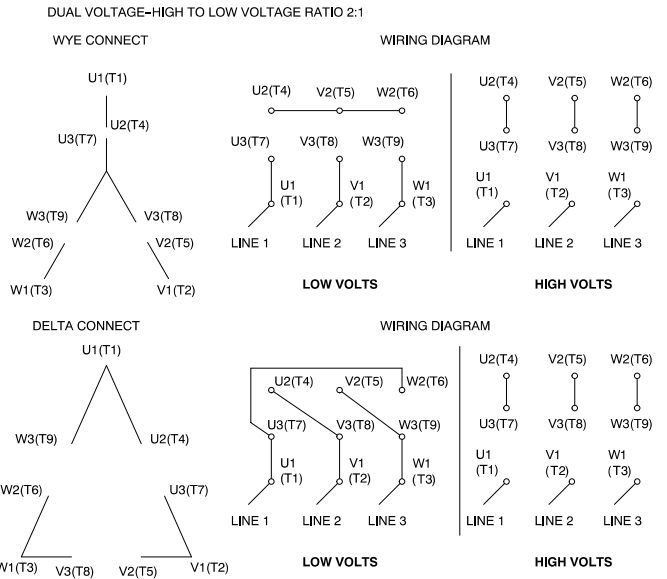 DUAL VOLTAGE–HIGH TO LOW VOLTAGE RATIO 2:1
WYE CONNECT
WIRING DIAGRAM
U1(T1)
U2(T4)
U3(T7)
W3(T9)
V3(T8)
W2(T6)
V2(T5)
W1(T3)
V1(T2)
U2(T4) V2(T5) W2(T6)
U3(T7) V3(T8) W3(T9)
U1 V1 W1
(T1) (T2) (T3)
LINE 1 LINE 2 LINE 3
LOW VOLTS
U2(T4) V2(T5) W2(T6)
U3(T7) V3(T8) W3(T9)
U1 V1 W1
(T1) (T2) (T3)
LINE 1 LINE 2 LINE 3
HIGH VOLTS
DELTA CONNECT
WIRING DIAGRAM
U1(T1)
W3(T9) U2(T4)
W2(T6) U3(T7)
W1(T3) V3(T8) V2(T5) V1(T2)
U2(T4) V2(T5) W2(T6)
U3(T7) V3(T8) W3(T9)
U1 V1 W1
(T1) (T2) (T3)
LINE 1 LINE 2 LINE 3
LOW VOLTS
U2(T4) V2(T5) W2(T6)
U3(T7) V3(T8) W3(T9)
U1 V1 W1
(T1) (T2) (T3)
LINE 1 LINE 2 LINE 3
HIGH VOLTS